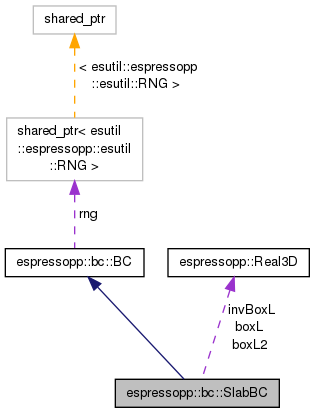 shared_ptr
< esutil::espressopp
::esutil::RNG >
shared_ptr< esutil
::espressopp::esutil
::RNG >
rng
espressopp::bc::BC
espressopp::Real3D
invBoxL
boxL
boxL2
espressopp::bc::SlabBC